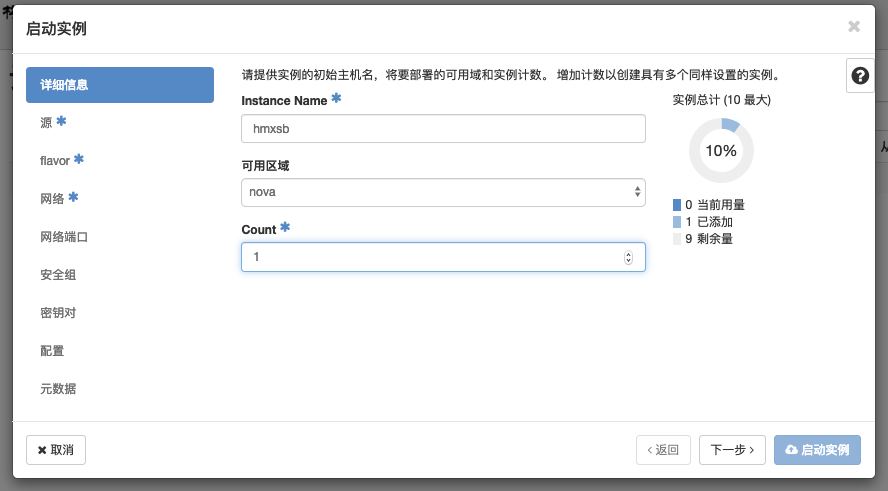 启动实例
详细信息
源 *
flavor *
网络 *
网络端口
安全组
密钥对
配置
元数据
请提供实例的初始主机名，将要部署的可用域和实例计数。 增加计数以创建具有多个同样设置的实例。
Instance Name *
hmxsb
可用区域
nova
Count *
1
实例总计 (10 最大)
10%
0 当前用量
1 已添加
9 剩余量
取消
返回
下一步
启动实例